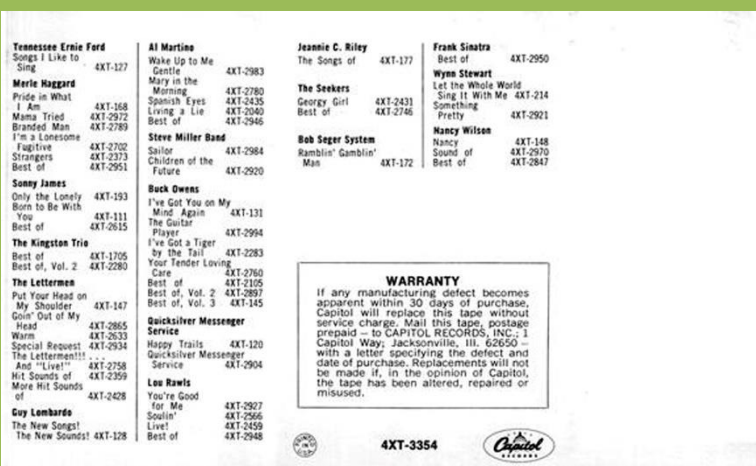 Tennessee Ernie Ford
Songs I Like to
Sing 4XT-127
Merle Haggard
Pride in What
I Am 4XT-168
Mama Tried 4XT-2972
Branded Man 4XT-2789
I'm a Lonesome
Fugitive 4XT-2702
Strangers 4XT-2373
Best of 4XT-2951
Sonny James
Only the Lonely 4XT-193
Born to Be With
You 4XT-111
Best of 4XT-2615
The Kingston Trio
Best of 4XT-1705
Best of, Vol. 2 4XT-2280
The Lettermen
Put Your Head on
My Shoulder 4XT-147
Goin' Out of My
Head 4XT-2865
Warm 4XT-2633
Special Request 4XT-2934
The Lettermen!!! ...
And "Live!" 4XT-2758
Hit Sounds of 4XT-2359
More Hit Sounds
of 4XT-2428
Guy Lombardo
The New Songs!
The New Sounds! 4XT-128
Al Martino
Wake Up to Me
Gentle 4XT-2983
Mary in the
Morning 4XT-2780
Spanish Eyes 4XT-2435
Living a Lie 4XT-2040
Best of 4XT-2946
Steve Miller Band
Sailor 4XT-2984
Children of the
Future 4XT-2920
Buck Owens
I've Got You on My
Mind Again 4XT-131
The Guitar
Player 4XT-2994
I've Got a Tiger
by the Tail 4XT-2283
Your Tender Loving
Care 4XT-2760
Best of 4XT-2105
Best of, Vol. 2 4XT-2897
Best of, Vol. 3 4XT-145
Quicksilver Messenger
Service
Happy Trails 4XT-120
Quicksilver Messenger
Service 4XT-2904
Lou Rawls
You're Good
for Me 4XT-2927
Soulin' 4XT-2566
Live! 4XT-2459
Best of 4XT-2948
Jeannie C. Riley
The Songs of 4XT-177
The Seekers
Georgy Girl 4XT-2431
Best of 4XT-2746
Bob Seger System
Ramblin' Gamblin'
Man 4XT-172
Frank Sinatra
Best of 4XT-2950
Wynn Stewart
Let the Whole World
Sing It With Me 4XT-214
Something
Pretty 4XT-2921
Nancy Wilson
Nancy 4XT-148
Sound of 4XT-2970
Best of 4XT-2847
WARRANTY
If any manufacturing defect becomes
apparent within 30 days of purchase,
Capitol will replace this tape without
service charge. Mail this tape, postage
prepaid — to CAPITOL RECORDS, INC.; 1
Capitol Way; Jacksonville, Ill. 62650 —
with a letter specifying the defect and
date of purchase. Replacements will not
be made if, in the opinion of Capitol,
the tape has been altered, repaired or
misused.
PRINTED
IN
U.S.A.
4XT-3354
Capitol
RECORDS